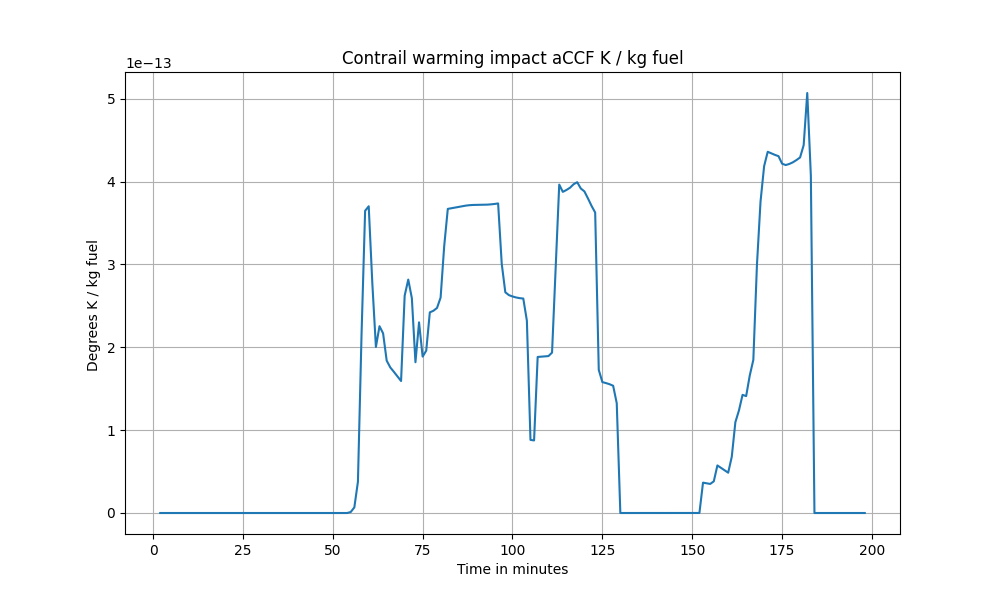 Contrail warming impact aCCF K / kg fuel
1e−13
5
4
3
2
1
0
Degrees K / kg fuel
0 25 50 75 100 125 150 175 200
Time in minutes